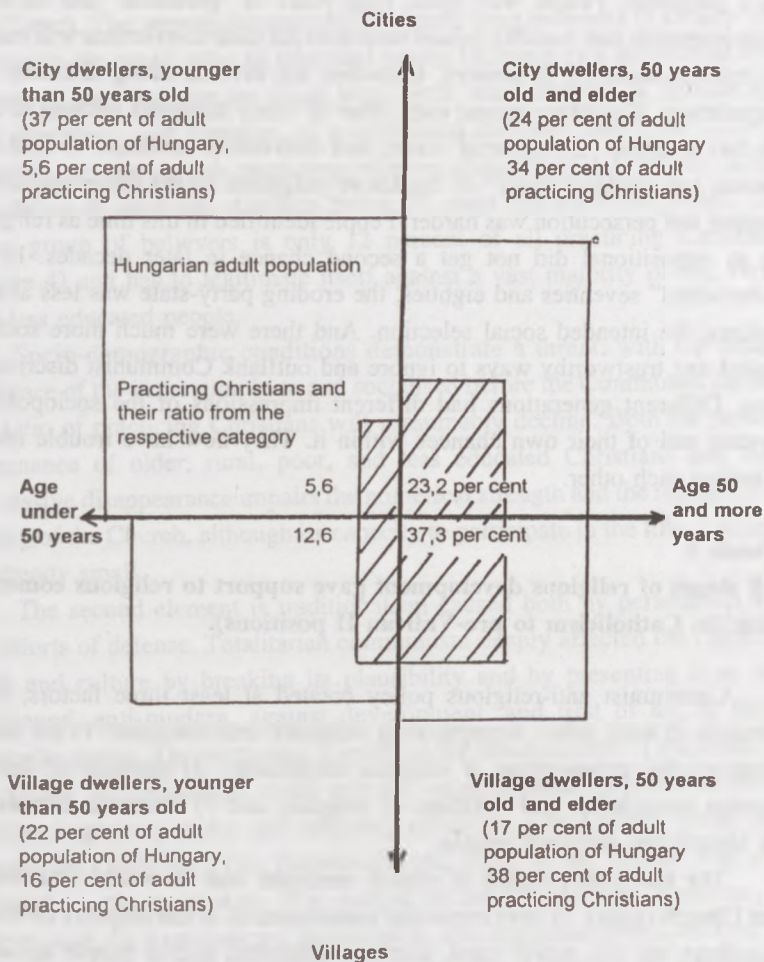 Cities
City dwellers, younger
than 50 years old
(37 per cent of adult
population of Hungary,
5,6 per cent of adult
practicing Christians)
City dwellers, 50 years
old and elder
(24 per cent of adult
population of Hungary
34 per cent of adult
practicing Christians)
Hungarian adult population
e
Practicing Christians and
their ratio from the
respective category
Age
under
50 years
5,6
23,2 per cent
12,6
37,3 per cent
Age 50
and more
years
Village dwellers, younger
than 50 years old
(22 per cent of adult
population of Hungary,
16 per cent of adult
practicing Christians)
Village dwellers, 50 years
old and elder
(17 per cent of adult
population of Hungary
38 per cent of adult
practicing Christians)
Villages